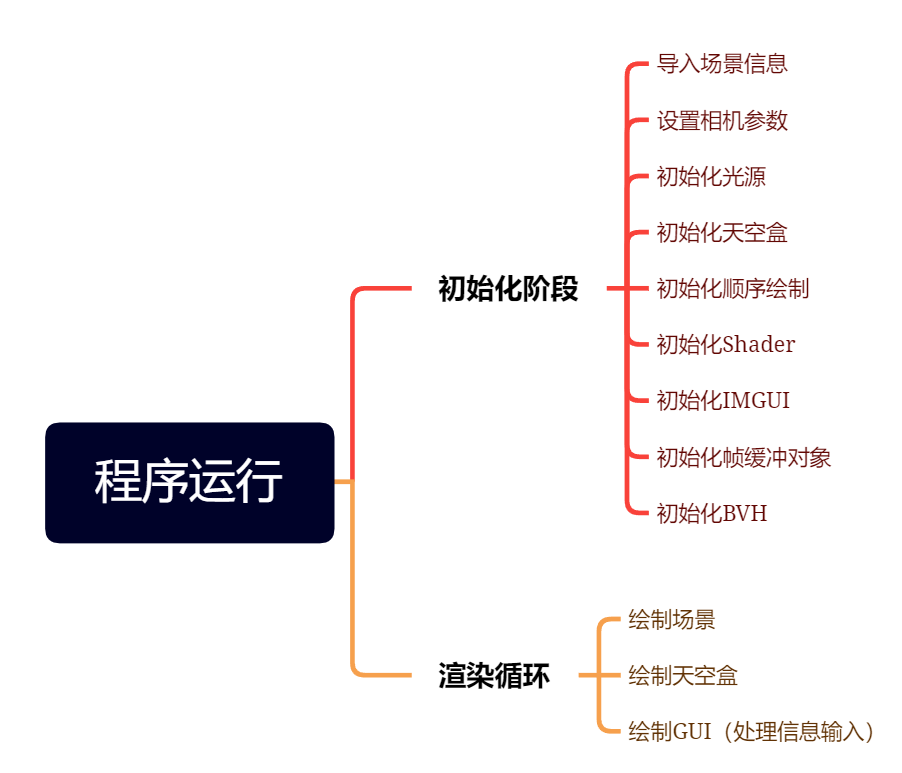 程序运行
初始化阶段
导入场景信息
设置相机参数
初始化光源
初始化天空盒
初始化顺序绘制
初始化Shader
初始化IMGUI
初始化帧缓冲对象
初始化BVH
渲染循环
绘制场景
绘制天空盒
绘制GUI（处理信息输入）